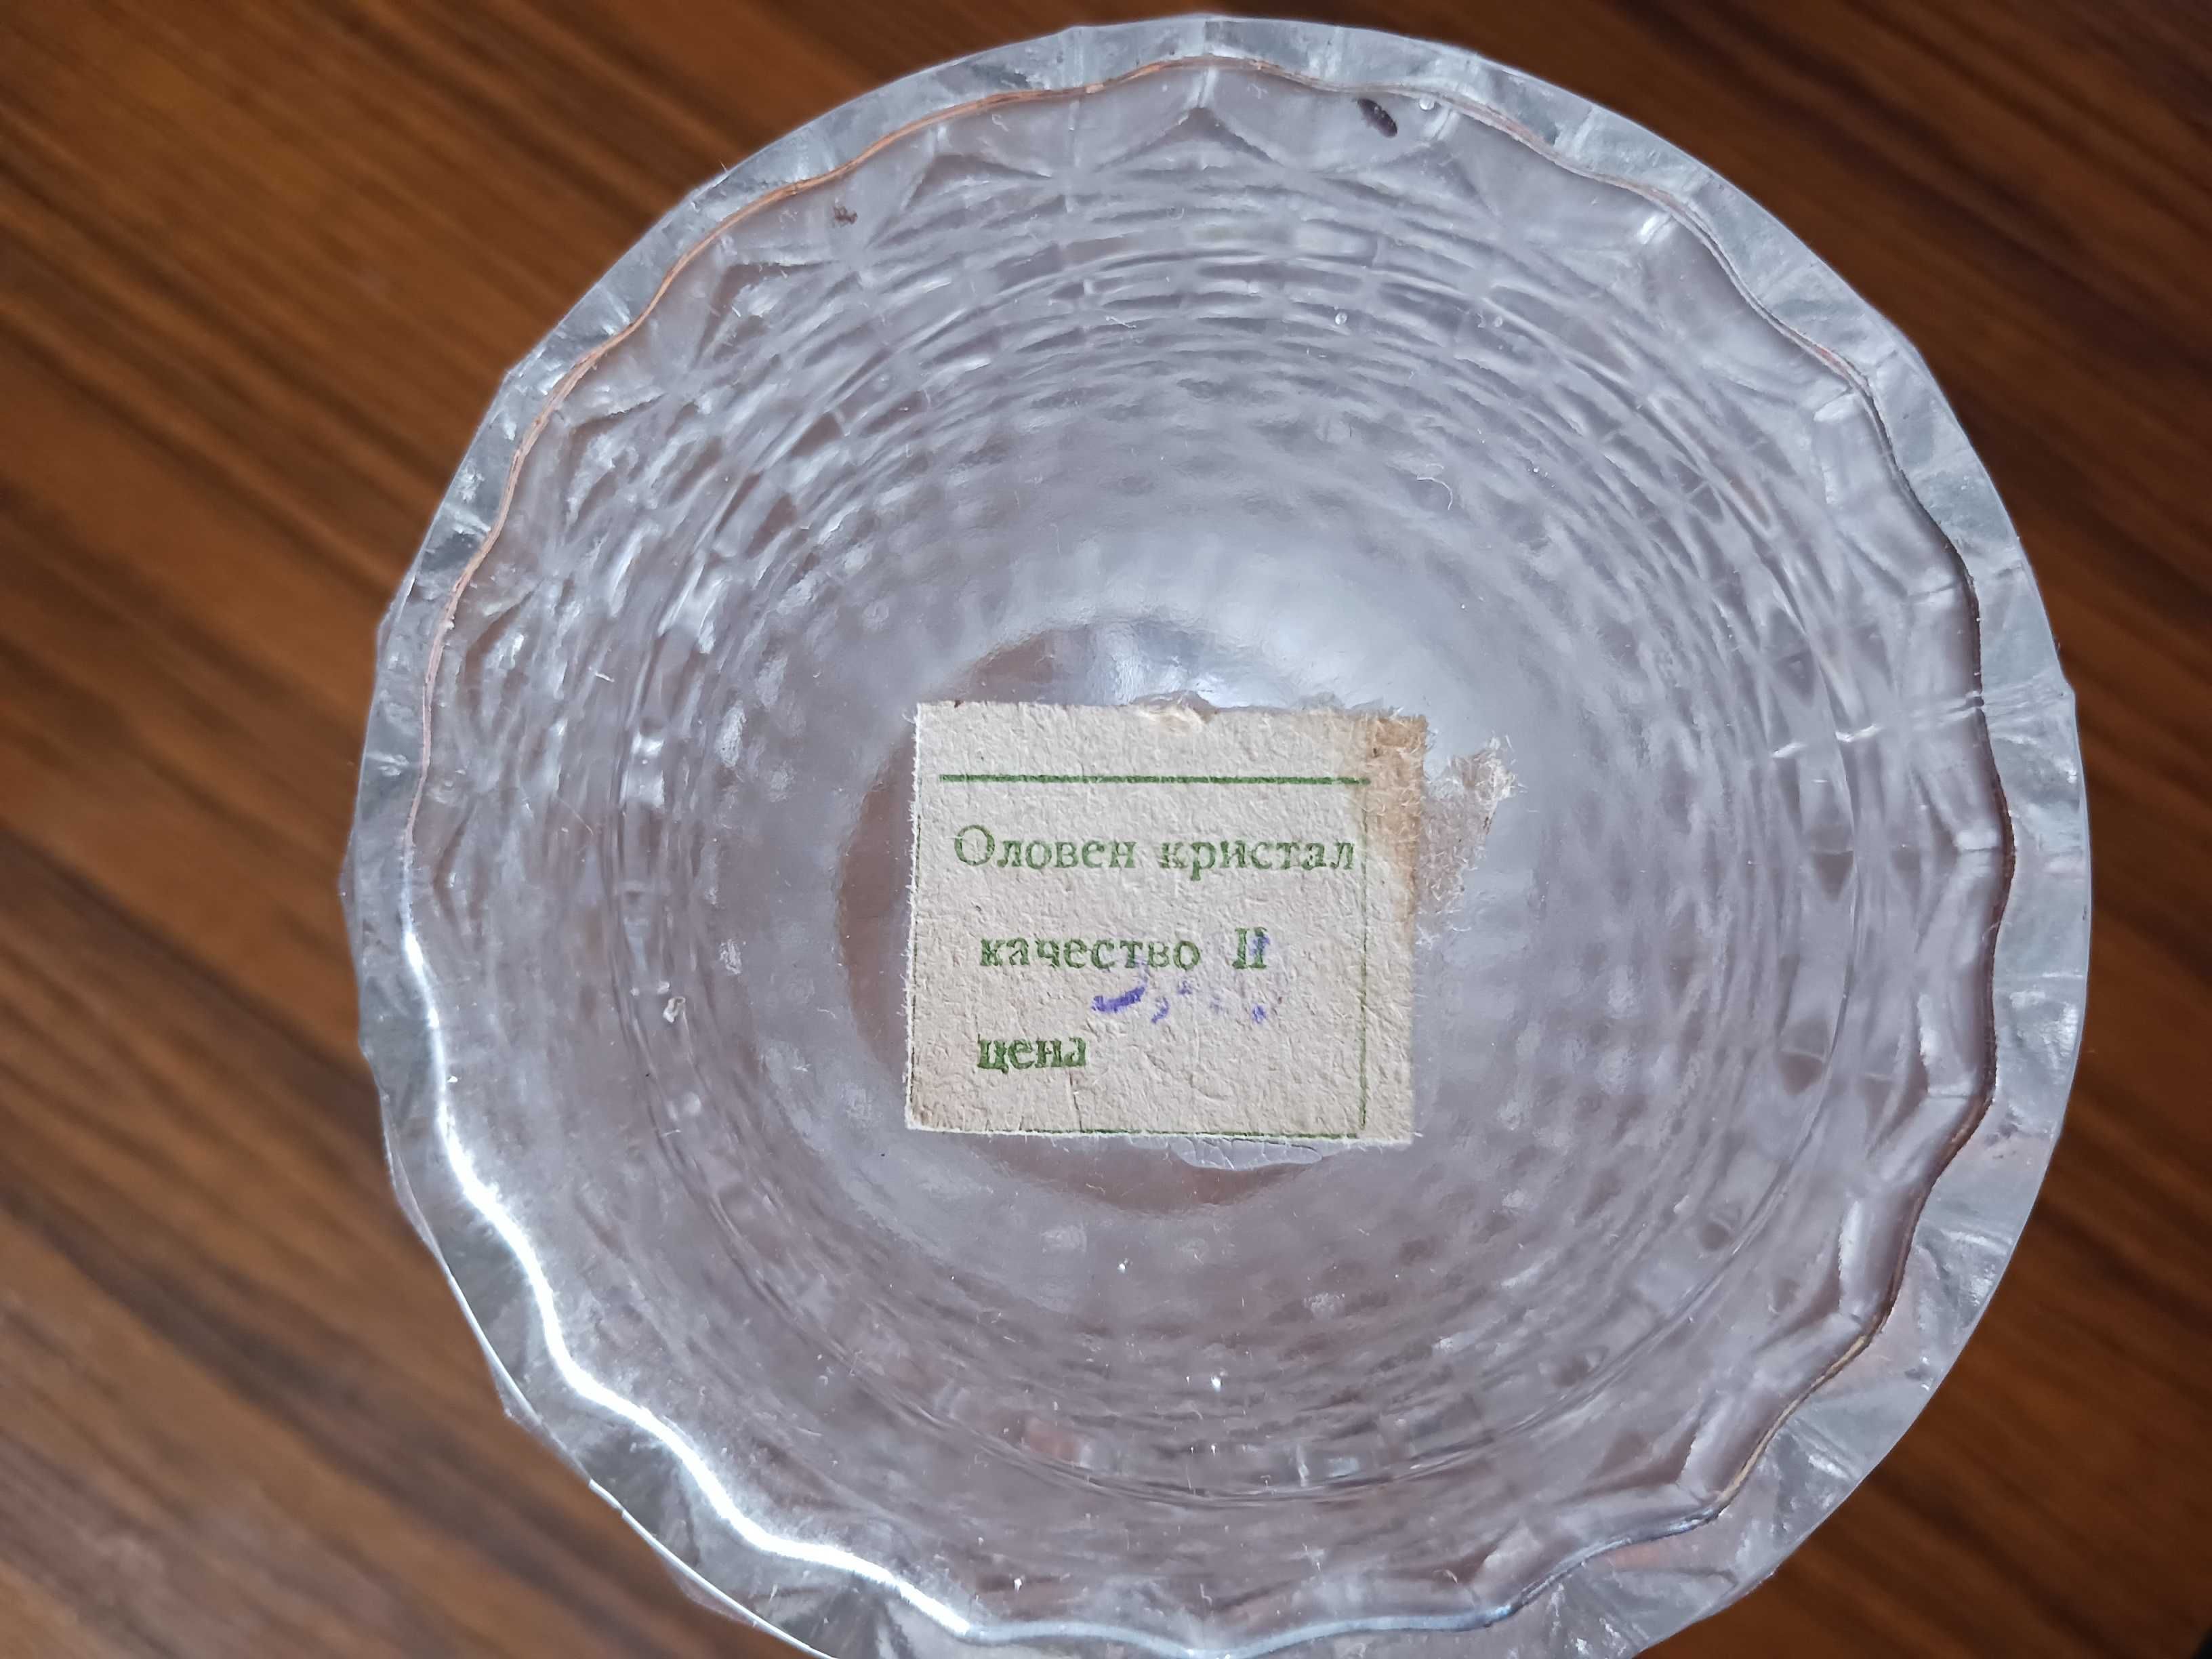 Оловен кристал
качество II
цена